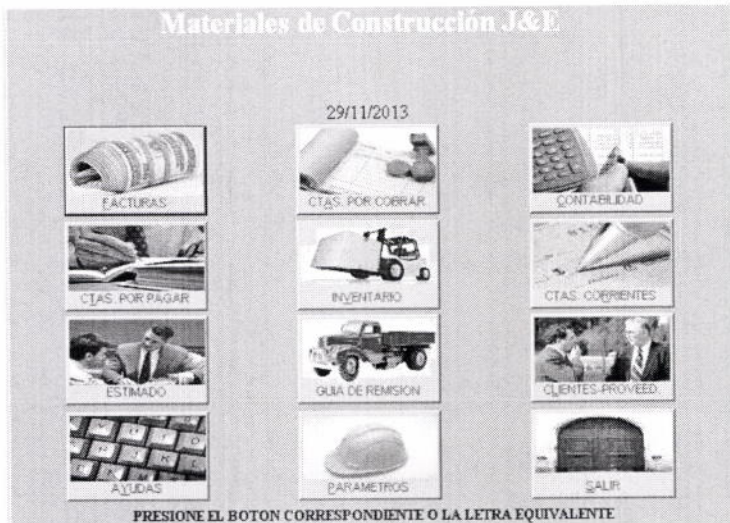 Materiales de Construcción J&E
29/11/2013
FACTURAS
CTAS. POR COBRAR
CONTABILIDAD
CTAS. POR PAGAR
INVENTARIO
CTAS. CORRIENTES
ESTIMADO
GUIA DE REMISION
CLIENTES-PROVEED.
AYUDAS
PARAMETROS
SALIR
PRESIONE EL BOTON CORRESPONDIENTE O LA LETRA EQUIVALENTE